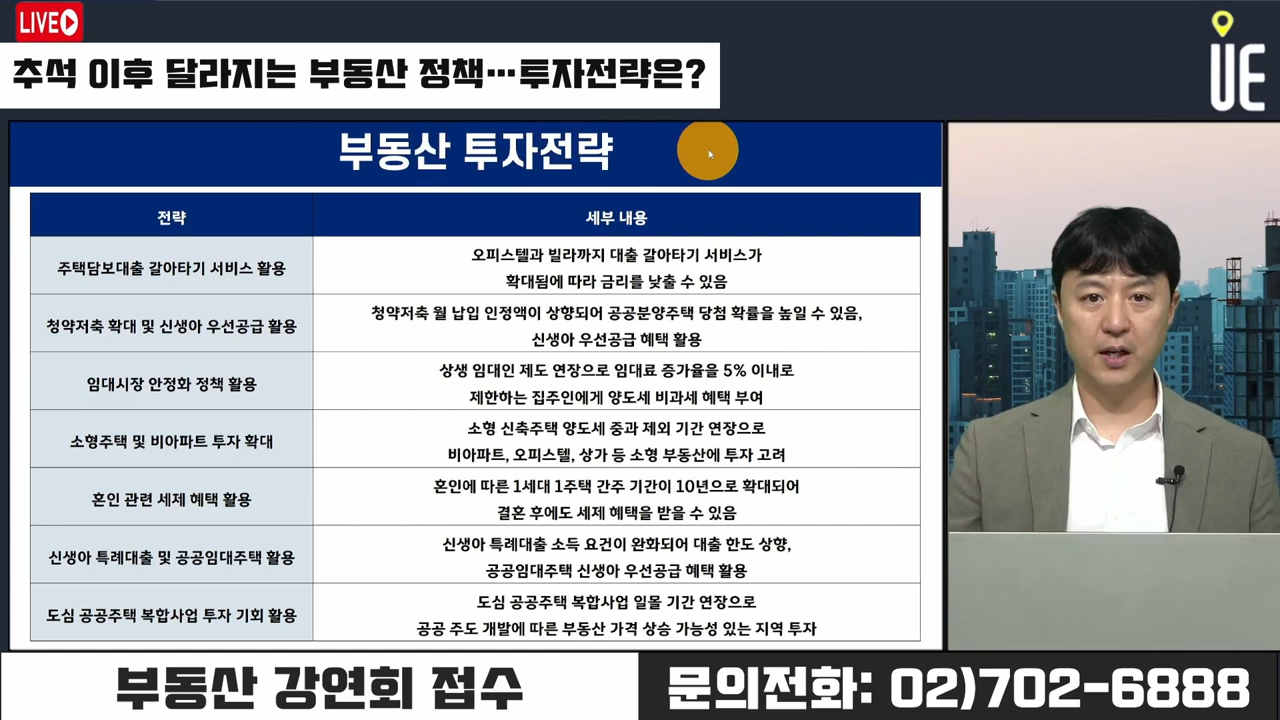 LIVE
추석 이후 달라지는 부동산 정책…투자전략은?
UE
부동산 투자전략
전략
세부 내용
주택담보대출 갈아타기 서비스 활용
오피스텔과 빌라까지 대출 갈아타기 서비스가
확대됨에 따라 금리를 낮출 수 있음
청약저축 확대 및 신생아 우선공급 활용
청약저축 월 납입 인정액이 상향되어 공공분양주택 당첨 확률을 높일 수 있음,
신생아 우선공급 혜택 활용
임대시장 안정화 정책 활용
상생 임대인 제도 연장으로 임대료 증가율을 5% 이내로
제한하는 집주인에게 양도세 비과세 혜택 부여
소형주택 및 비아파트 투자 확대
소형 신축주택 양도세 중과 제외 기간 연장으로
비아파트, 오피스텔, 상가 등 소형 부동산에 투자 고려
혼인 관련 세제 혜택 활용
혼인에 따른 1세대 1주택 간주 기간이 10년으로 확대되어
결혼 후에도 세제 혜택을 받을 수 있음
신생아 특례대출 및 공공임대주택 활용
신생아 특례대출 소득 요건이 완화되어 대출 한도 상향,
공공임대주택 신생아 우선공급 혜택 활용
도심 공공주택 복합사업 투자 기회 활용
도심 공공주택 복합사업 일몰 기간 연장으로
공공 주도 개발에 따른 부동산 가격 상승 가능성 있는 지역 투자
부동산 강연회 접수
문의전화: 02)702-6888